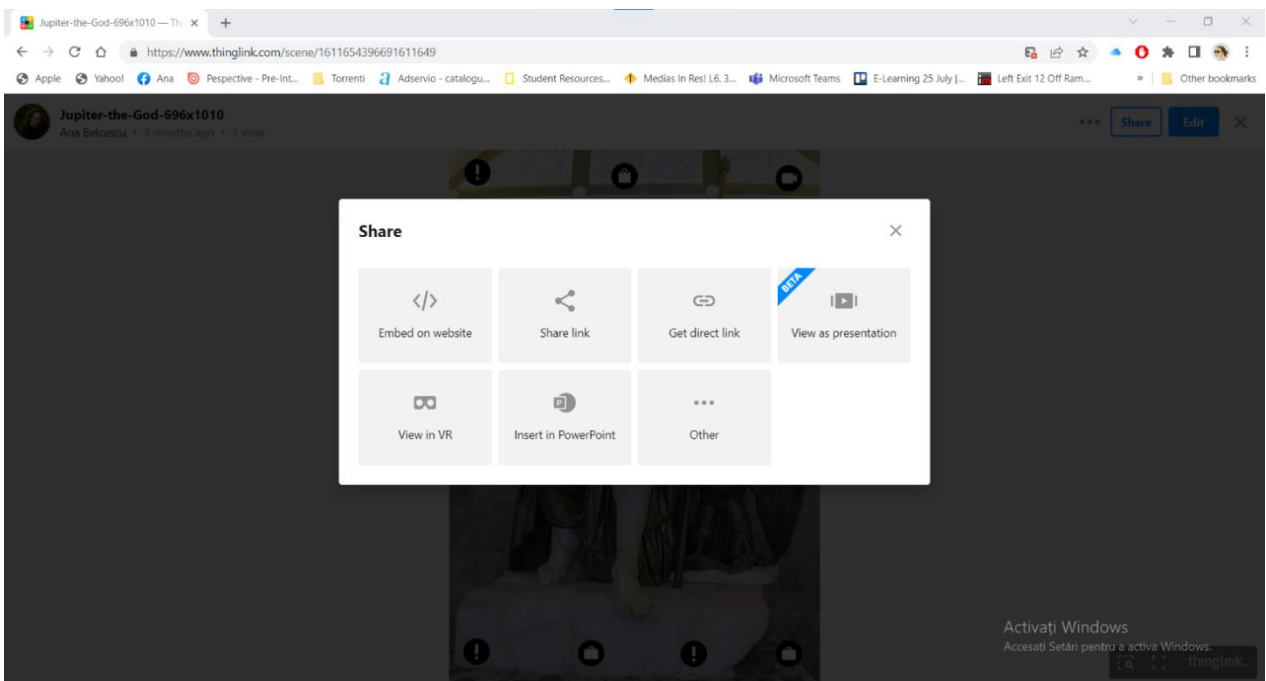 Jupiter-the-God-696x1010 — Th
https://www.thinglink.com/scene/1611654396691611649
Apple Yahoo! Ana Pespective - Pre-Int... Torrenti Adservio - catalogu... Student Resources... Medias In Res! L6. 3... Microsoft Teams E-Learning 25 July |... Left Exit 12 Off Ram... » Other bookmarks
Jupiter-the-God-696x1010
Ana Belcescu • 4 months ago • 1 view
Share Edit
Share
BETA
</> Embed on website
Share link
Get direct link
View as presentation
View in VR
Insert in PowerPoint
Other
Activați Windows
Accesați Setări pentru a activa Windows.
thinglink..